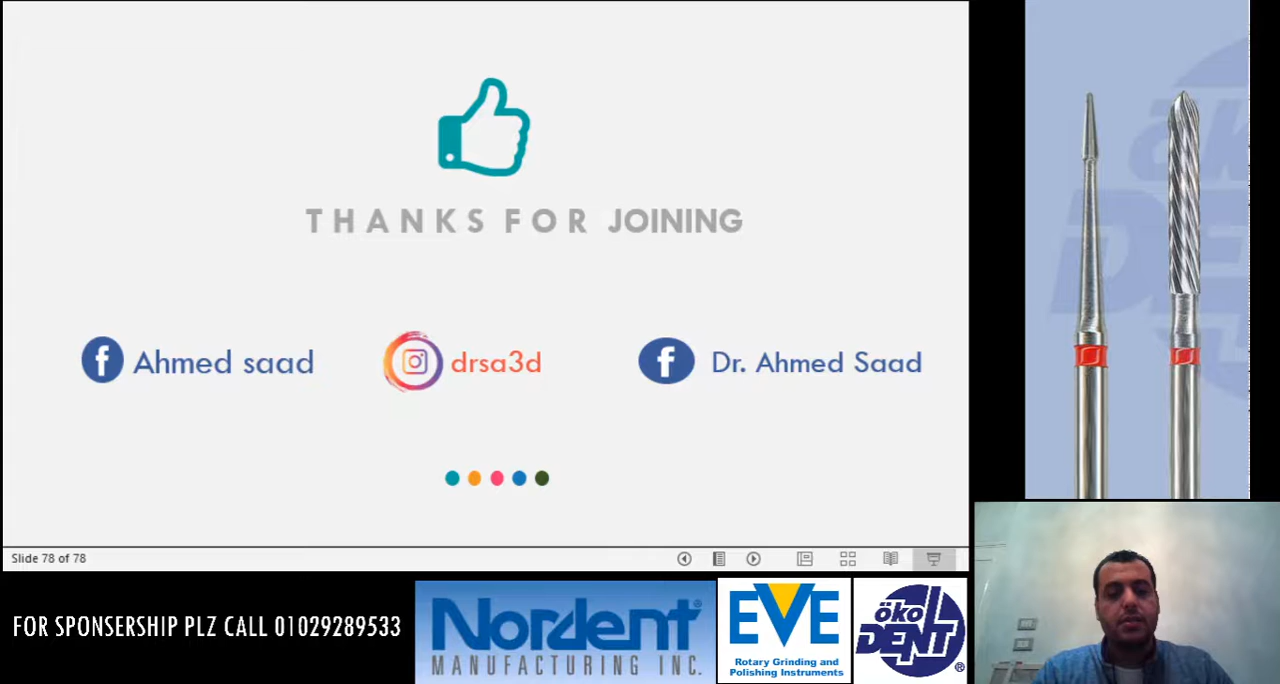 THANKS FOR JOINING
Ahmed saad
drsa3d
Dr. Ahmed Saad
Slide 78 of 78
FOR SPONSERSHIP PLZ CALL 01029289533
Nordent®
MANUFACTURING INC.
EVE
Rotary Grinding and
Polishing Instruments
öko
DENT®